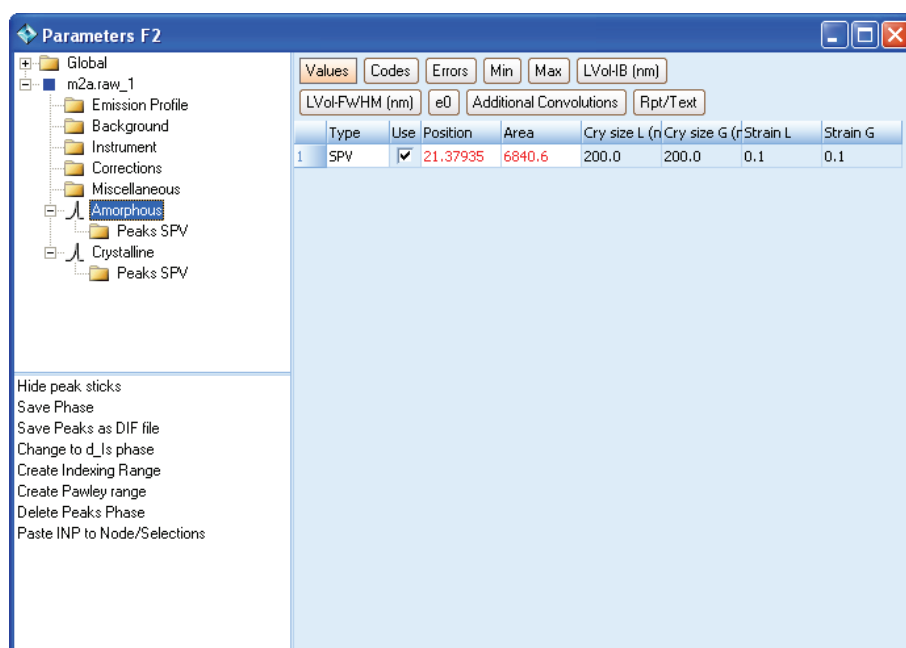 Parameters F2
Global
m2a.raw_1
Emission Profile
Background
Instrument
Corrections
Miscellaneous
Amorphous
Peaks SPV
Crystalline
Peaks SPV
Hide peak sticks
Save Phase
Save Peaks as DIF file
Change to d_Is phase
Create Indexing Range
Create Pawley range
Delete Peaks Phase
Paste INP to Node/Selections
Values Codes Errors Min Max LVol-IB (nm)
LVol-FWHM (nm) e0 Additional Convolutions Rpt/Text
Type Use Position Area Cry size L (n Cry size G (r Strain L Strain G
1 SPV 21.37935 6840.6 200.0 200.0 0.1 0.1